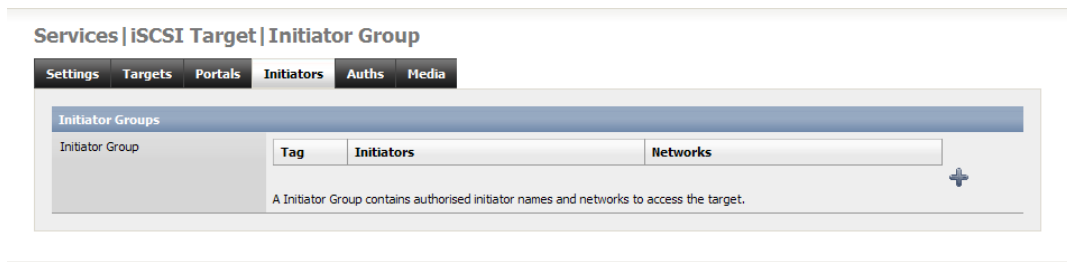 Services|iSCSI Target|Initiator Group
Settings Targets Portals Initiators Auths Media
Initiator Groups
Initiator Group Tag Initiators Networks
A Initiator Group contains authorised initiator names and networks to access the target.